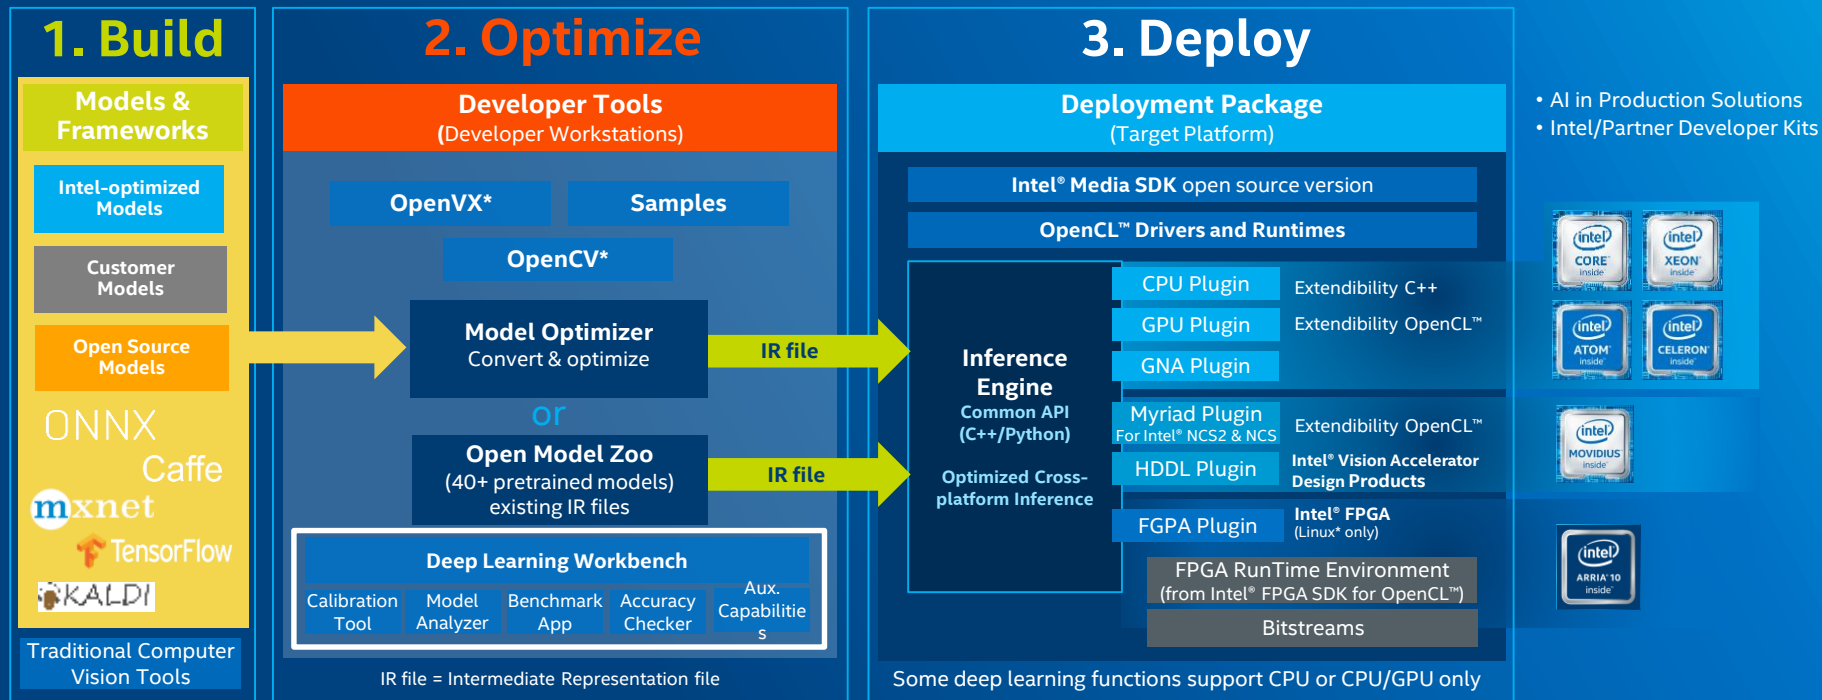 1. Build
Models &
Frameworks
Intel-optimized
Models
Customer
Models
Open Source
Models
ONNX
Caffe
mxnet
TensorFlow
KALDI
Traditional Computer
Vision Tools
2. Optimize
Developer Tools
(Developer Workstations)
OpenVX*
Samples
OpenCV*
Model Optimizer
Convert & optimize
or
Open Model Zoo
(40+ pretrained models)
existing IR files
IR file
IR file
Deep Learning Workbench
Calibration
Tool
Model
Analyzer
Benchmark
App
Accuracy
Checker
Aux.
Capabilitie
s
IR file = Intermediate Representation file
3. Deploy
Deployment Package
(Target Platform)
Intel® Media SDK open source version
OpenCL™ Drivers and Runtimes
Inference
Engine
Common API
(C++/Python)
Optimized Cross-
platform Inference
CPU Plugin
Extendibility C++
GPU Plugin
Extendibility OpenCL™
GNA Plugin
Myriad Plugin
For Intel® NCS2 & NCS
Extendibility OpenCL™
HDDL Plugin
Intel® Vision Accelerator
Design Products
FGPA Plugin
Intel® FPGA
(Linux* only)
FPGA RunTime Environment
(from Intel® FPGA SDK for OpenCL™)
Bitstreams
Some deep learning functions support CPU or CPU/GPU only
• AI in Production Solutions
• Intel/Partner Developer Kits
intel
CORE
inside
intel
XEON
inside
intel
ATOM
inside
intel
CELERON
inside
intel
MOVIDIUS
inside
intel
ARRIA 10
inside